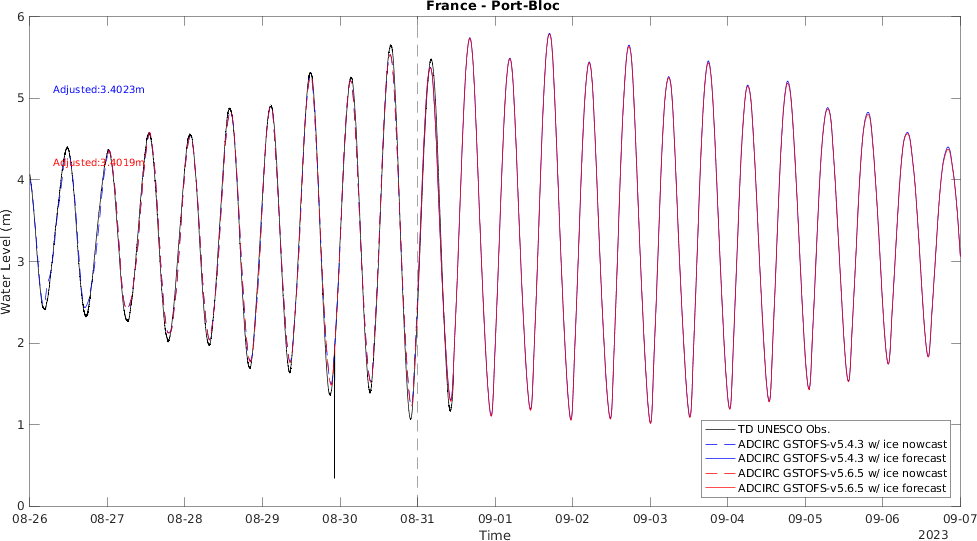 France - Port-Bloc
6
5
4
3
2
1
0
Water Level (m)
Adjusted:3.4023m
Adjusted:3.4019m
TD UNESCO Obs.
ADCIRC GSTOFS-v5.4.3 w/ ice nowcast
ADCIRC GSTOFS-v5.4.3 w/ ice forecast
ADCIRC GSTOFS-v5.6.5 w/ ice nowcast
ADCIRC GSTOFS-v5.6.5 w/ ice forecast
08-26 08-27 08-28 08-29 08-30 08-31 09-01 09-02 09-03 09-04 09-05 09-06 09-07
Time
2023